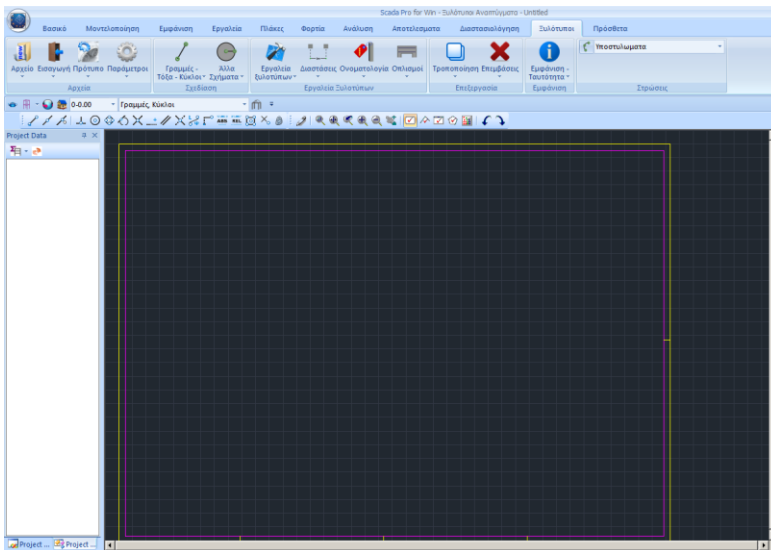 Scada Pro for Win - Ξυλότυποι Αναπτύγματα - Untitled
Βασικό Μοντελοποίηση Εμφάνιση Εργαλεία Πλάκες Φορτία Ανάλυση Αποτελέσματα Διαστασιολόγηση Ξυλότυποι Πρόσθετα
Αρχείο Εισαγωγή Πρότυπο Παράμετροι Γραμμές - Τόξα - Κύκλοι Άλλα Σχήματα Εργαλεία ξυλοτύπων Διαστάσεις Ονοματολογία Οπλισμοί Τροποποίηση Επεμβάσεις Εμφάνιση - Ταυτότητα Υποστυλωματα
Αρχεία Σχεδίαση Εργαλεία Ξυλοτύπων Επεξεργασία Εμφάνιση Στρώσεις
0-0.00 Γραμμές, Κύκλοι
Project Data
Project ... Project ...